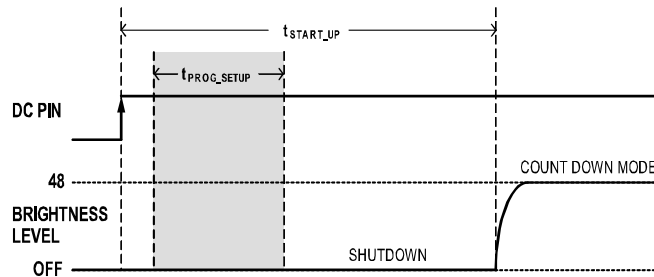 tSTART_UP
tPROG_SETUP
DC PIN
COUNT DOWN MODE
48
BRIGHTNESS
LEVEL
SHUTDOWN
OFF